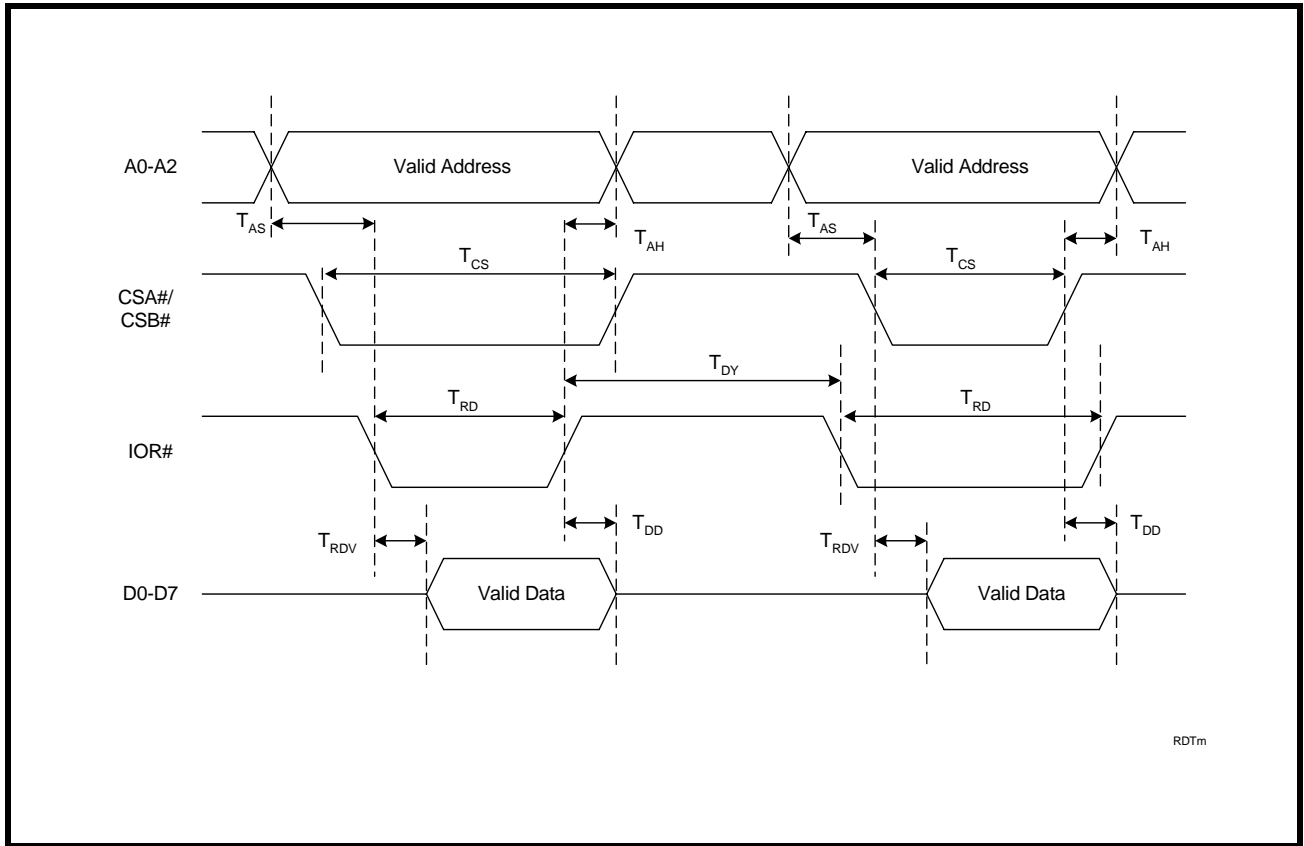 A0-A2
Valid Address
Valid Address
TAS
TAH
TAS
TAH
TCS
TCS
CSA#/
CSB#
TDY
TRD
TRD
IOR#
TRDV
TDD
TRDV
TDD
D0-D7
Valid Data
Valid Data
RDTm